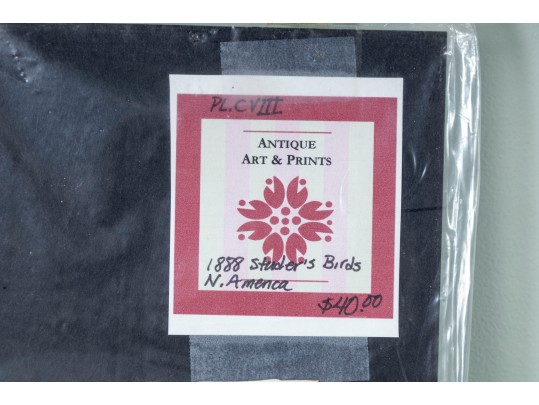 PL. CVIII
ANTIQUE
ART & PRINTS
1888 Studer's Birds
N. America
$40.00